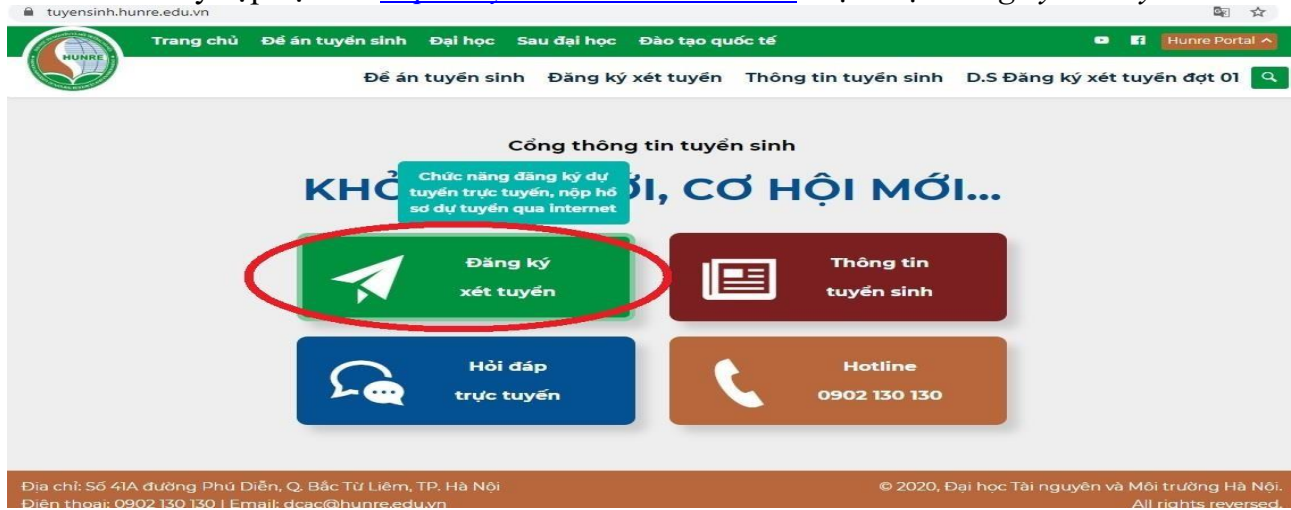 tuyensinh.hunre.edu.vn
HUNRE
Trang chủ Đề án tuyển sinh Đại học Sau đại học Đào tạo quốc tế Hunre Portal
Đề án tuyển sinh Đăng ký xét tuyển Thông tin tuyển sinh D.S Đăng ký xét tuyển đợt 01
Cổng thông tin tuyển sinh
Chức năng đăng ký dự
tuyển trực tuyến, nộp hồ
sơ dự tuyển qua internet
CƠ HỘI MỚI...
Đăng ký
xét tuyển
Thông tin
tuyển sinh
Hỏi đáp
trực tuyến
Hotline
0902 130 130
Địa chỉ: Số 41A đường Phú Diễn, Q. Bắc Từ Liêm, TP. Hà Nội
© 2020, Đại học Tài nguyên và Môi trường Hà Nội.
Điện thoại: 0902 130 130 | Email: dcac@hunre.edu.vn
All rights reversed.